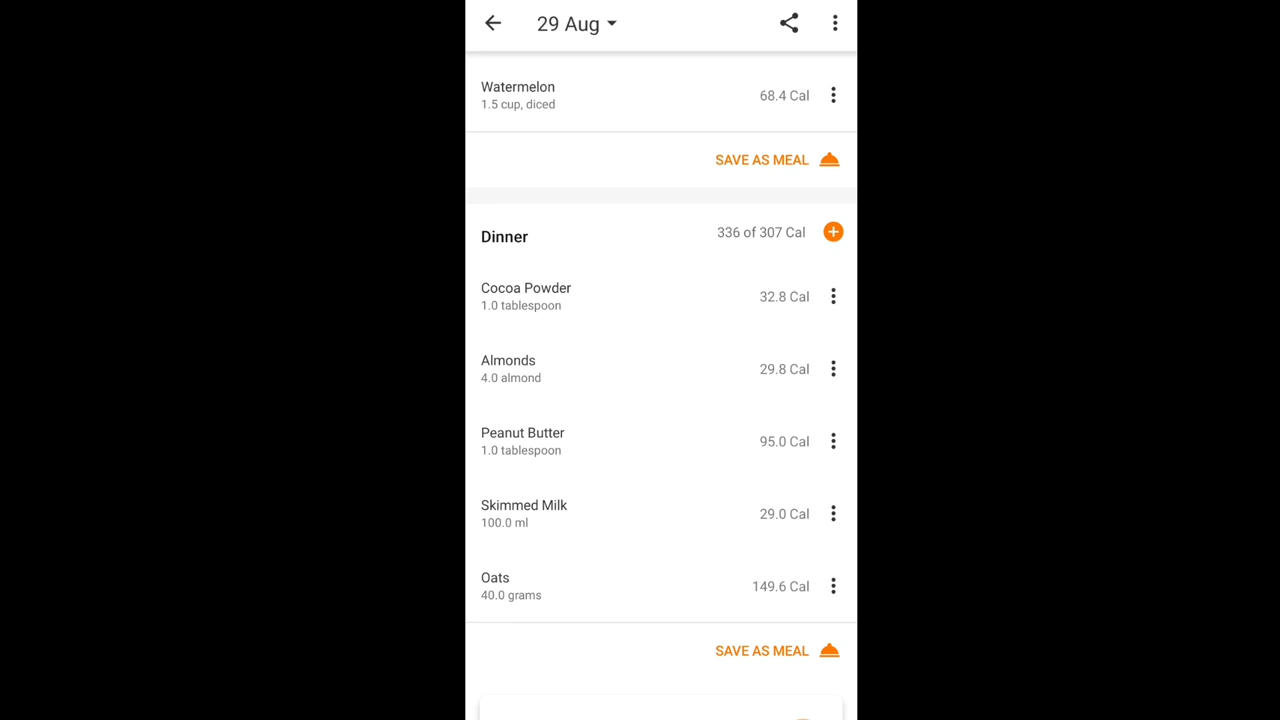 29 Aug
Watermelon
68.4 Cal
1.5 cup, diced
SAVE AS MEAL
Dinner
336 of 307 Cal
Cocoa Powder
32.8 Cal
1.0 tablespoon
Almonds
29.8 Cal
4.0 almond
Peanut Butter
95.0 Cal
1.0 tablespoon
Skimmed Milk
29.0 Cal
100.0 ml
Oats
149.6 Cal
40.0 grams
SAVE AS MEAL